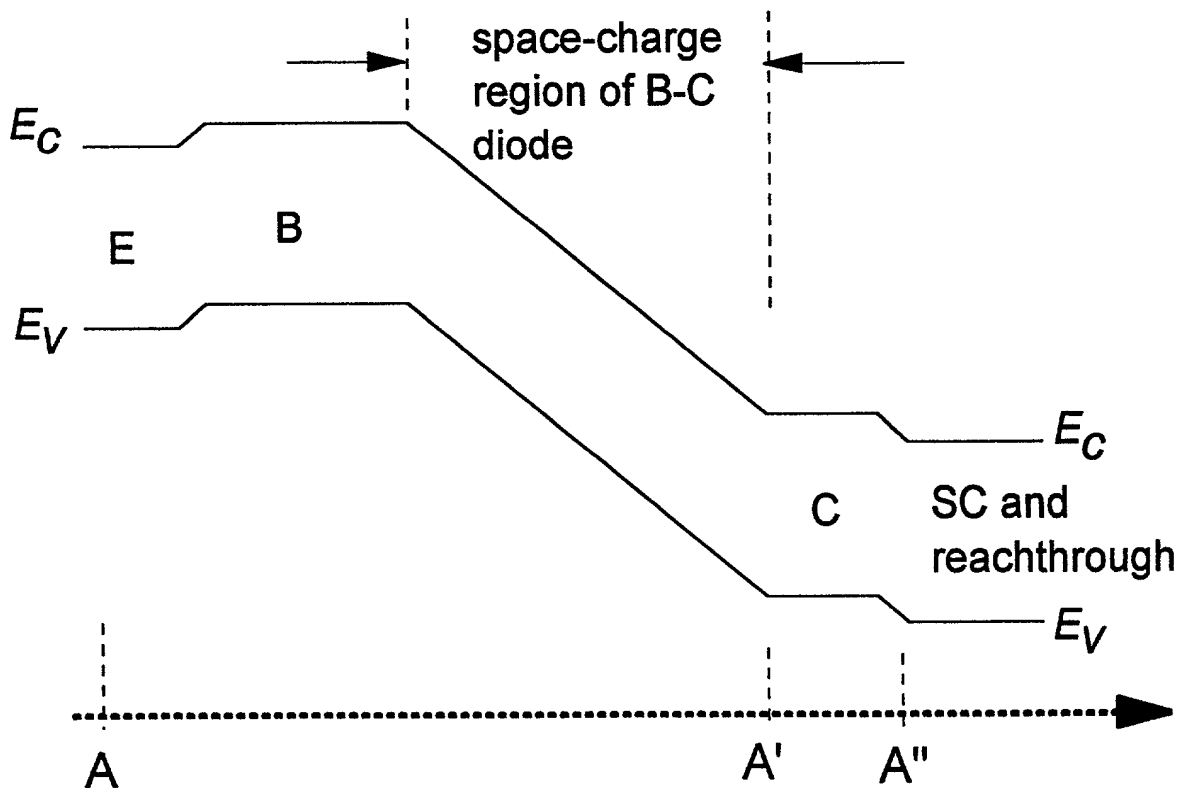 space-charge
region of B-C
diode
E_C
E
B
E_V
E_C
C
SC and
reachthrough
E_V
A
A'
A"